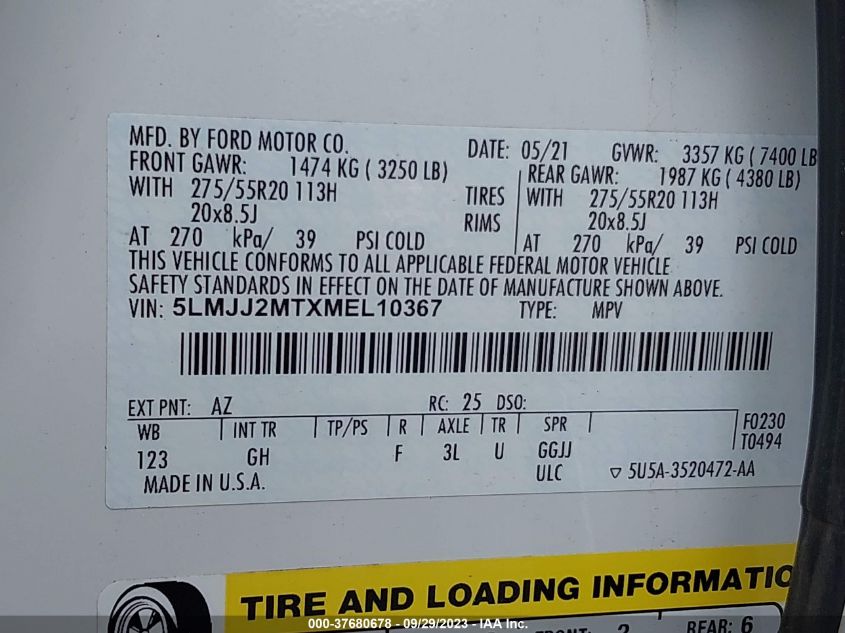 MFD. BY FORD MOTOR CO. DATE: 05/21 GVWR: 3357 KG ( 7400 LB
FRONT GAWR: 1474 KG ( 3250 LB) REAR GAWR: 1987 KG ( 4380 LB)
WITH 275/55R20 113H TIRES WITH 275/55R20 113H
20x8.5J RIMS 20x8.5J
AT 270 kPa/ 39 PSI COLD AT 270 kPa/ 39 PSI COLD
THIS VEHICLE CONFORMS TO ALL APPLICABLE FEDERAL MOTOR VEHICLE
SAFETY STANDARDS IN EFFECT ON THE DATE OF MANUFACTURE SHOWN ABOVE.
VIN: 5LMJJ2MTXMEL10367 TYPE: MPV
EXT PNT: AZ RC: 25 DSO:
WB INT TR TP/PS R AXLE TR SPR F0230
123 GH F 3L U GGJJ T0494
ULC 5U5A-3520472-AA
MADE IN U.S.A.
TIRE AND LOADING INFORMATIO
FRONT: 2 REAR: 6
000-37680678 - 09/29/2023 - IAA Inc.